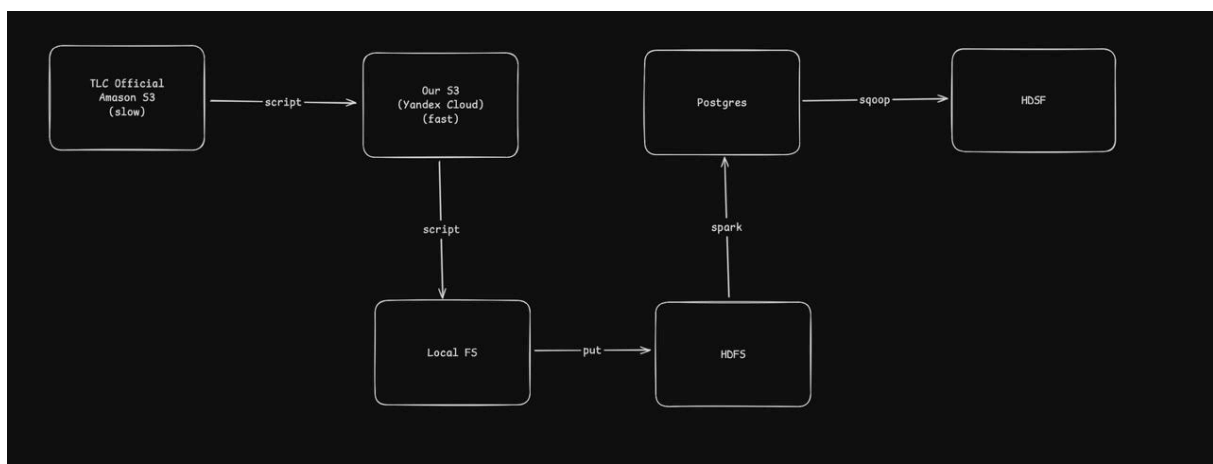 TLC Official
Amason S3
(slow)
script
Our S3
(Yandex Cloud)
(fast)
script
Local FS
put
HDFS
spark
Postgres
sqoop
HDSF